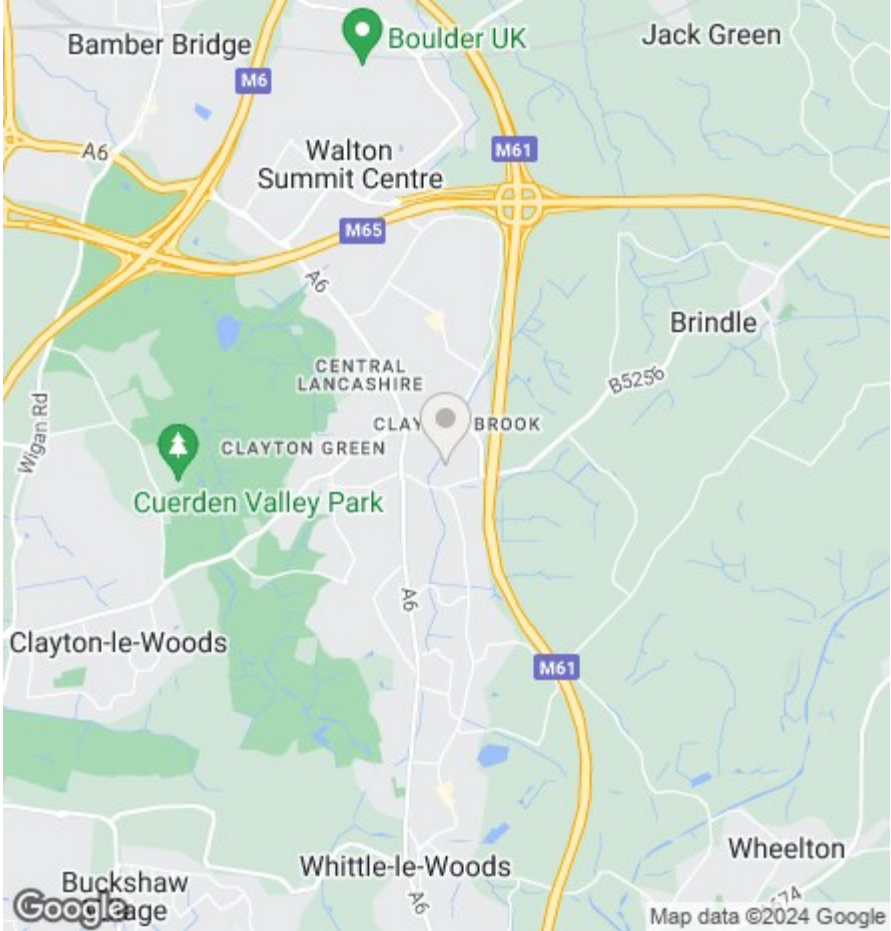 Bamber Bridge
Boulder UK
Jack Green
M6
A6
Walton
Summit Centre
M61
M65
A6
Brindle
CENTRAL
LANCASHIRE
B5256
Wigan Rd
CLAY
BROOK
CLAYTON GREEN
Cuerden Valley Park
A6
Clayton-le-Woods
M61
Whittle-le-Woods
Wheelton
Buckshaw
Google
A6
Map data ©2024 Google